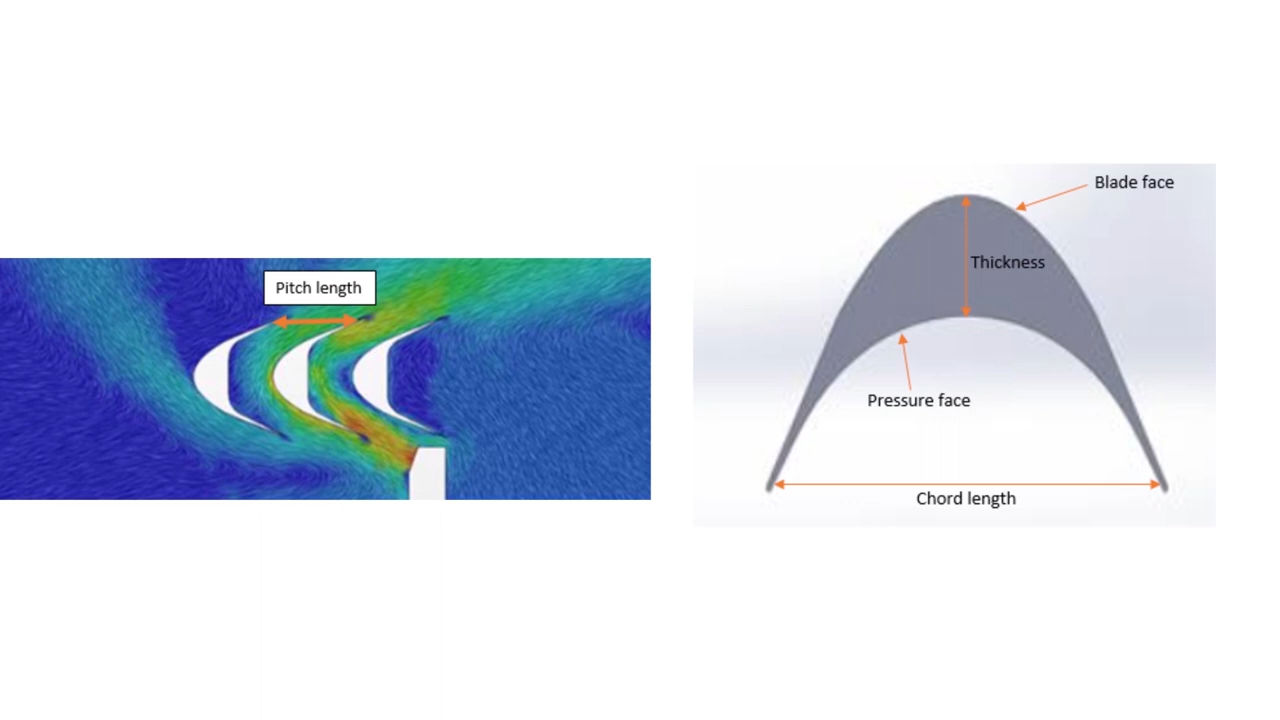 Pitch length
Blade face
Thickness
Pressure face
Chord length